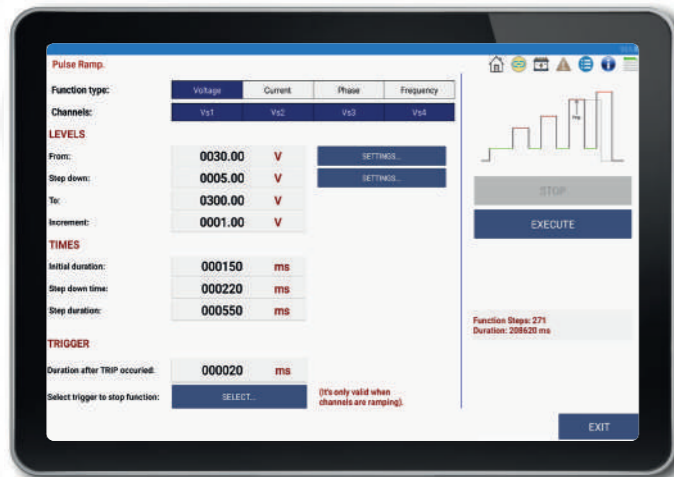 Pulse Ramp.
Function type: Voltage Current Phase Frequency
Channels: Vs1 Vs2 Vs3 Vs4
LEVELS
From: 0030.00 V SETTINGS...
Step down: 0005.00 V SETTINGS...
To: 0300.00 V
Increment: 0001.00 V
TIMES
Initial duration: 000150 ms
Step down time: 000220 ms
Step duration: 000550 ms
TRIGGER
Duration after TRIP occuried: 000020 ms
Select trigger to stop function: SELECT... (It's only valid when
channels are ramping).
Trip
STOP
EXECUTE
Function Steps: 271
Duration: 208620 ms
EXIT